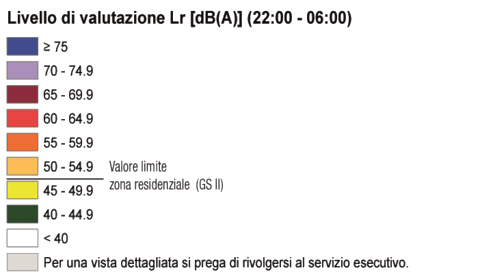 Livello di valutazione Lr [dB(A)] (22:00 - 06:00)
≥ 75
70 - 74.9
65 - 69.9
60 - 64.9
55 - 59.9
50 - 54.9
Valore limite
zona residenziale (GS II)
45 - 49.9
40 - 44.9
< 40
Per una vista dettagliata si prega di rivolgersi al servizio esecutivo.